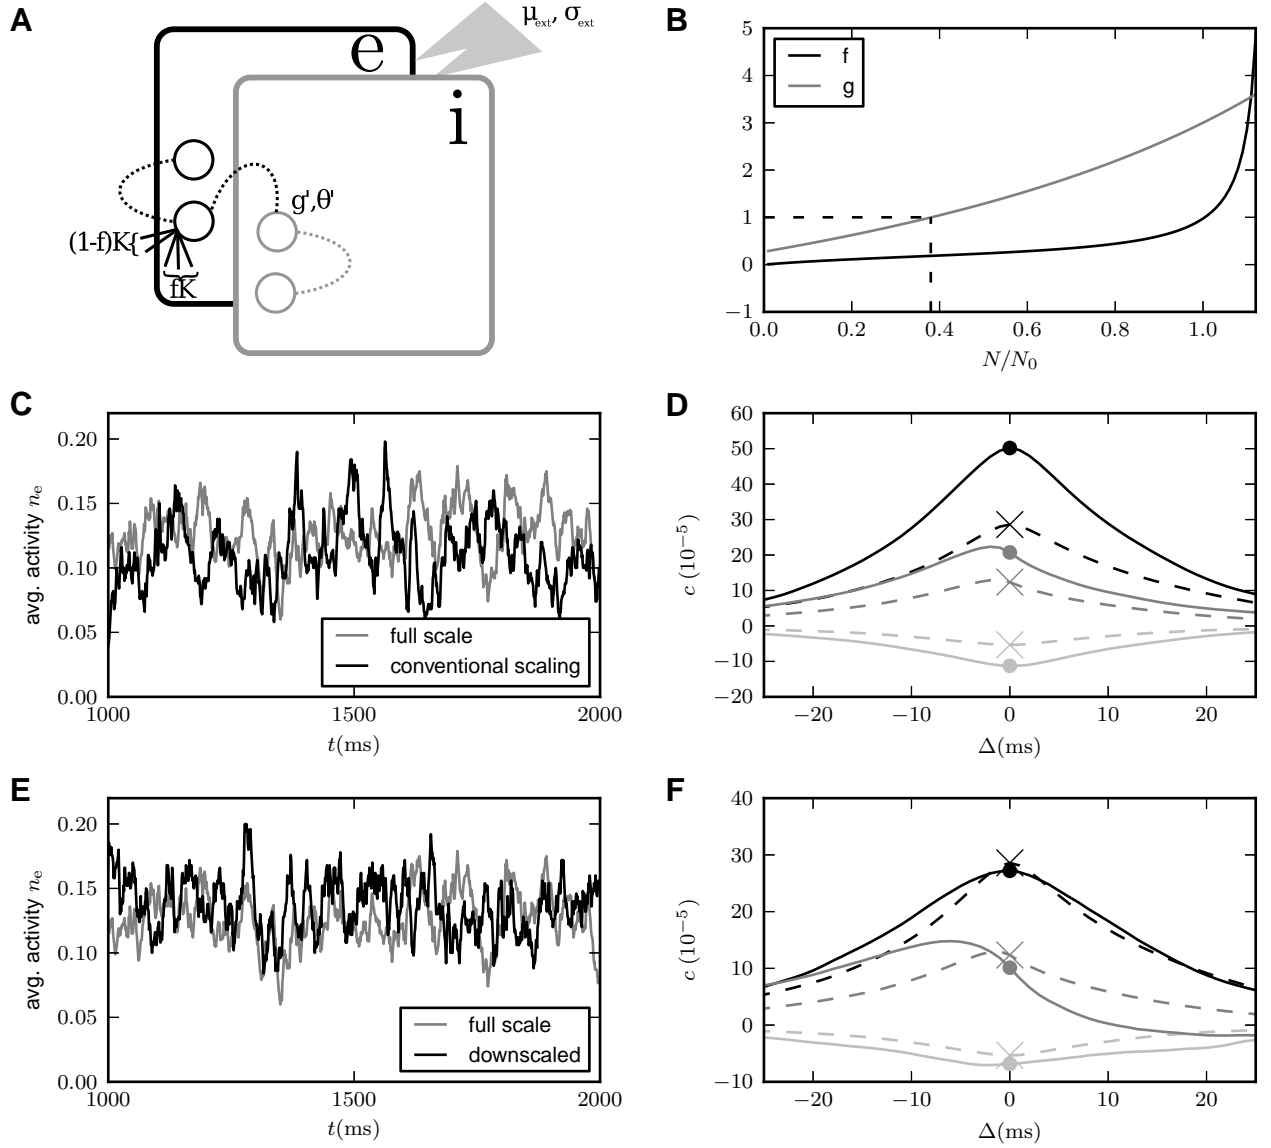 A
e
μext, σext
i
g',θ'
(1-f)K{
fK
B
5
4
3
2
1
0
−1
f
g
0.0 0.2 0.4 0.6 0.8 1.0
N/N0
C
0.20
0.15
0.10
0.05
0.00
avg. activity ne
full scale
conventional scaling
1000 1500 2000
t(ms)
D
60
50
40
30
20
10
0
−10
−20
c (10−5)
−20 −10 0 10 20
Δ(ms)
E
0.20
0.15
0.10
0.05
0.00
avg. activity ne
full scale
downscaled
1000 1500 2000
t(ms)
F
40
30
20
10
0
−10
c (10−5)
−20 −10 0 10 20
Δ(ms)